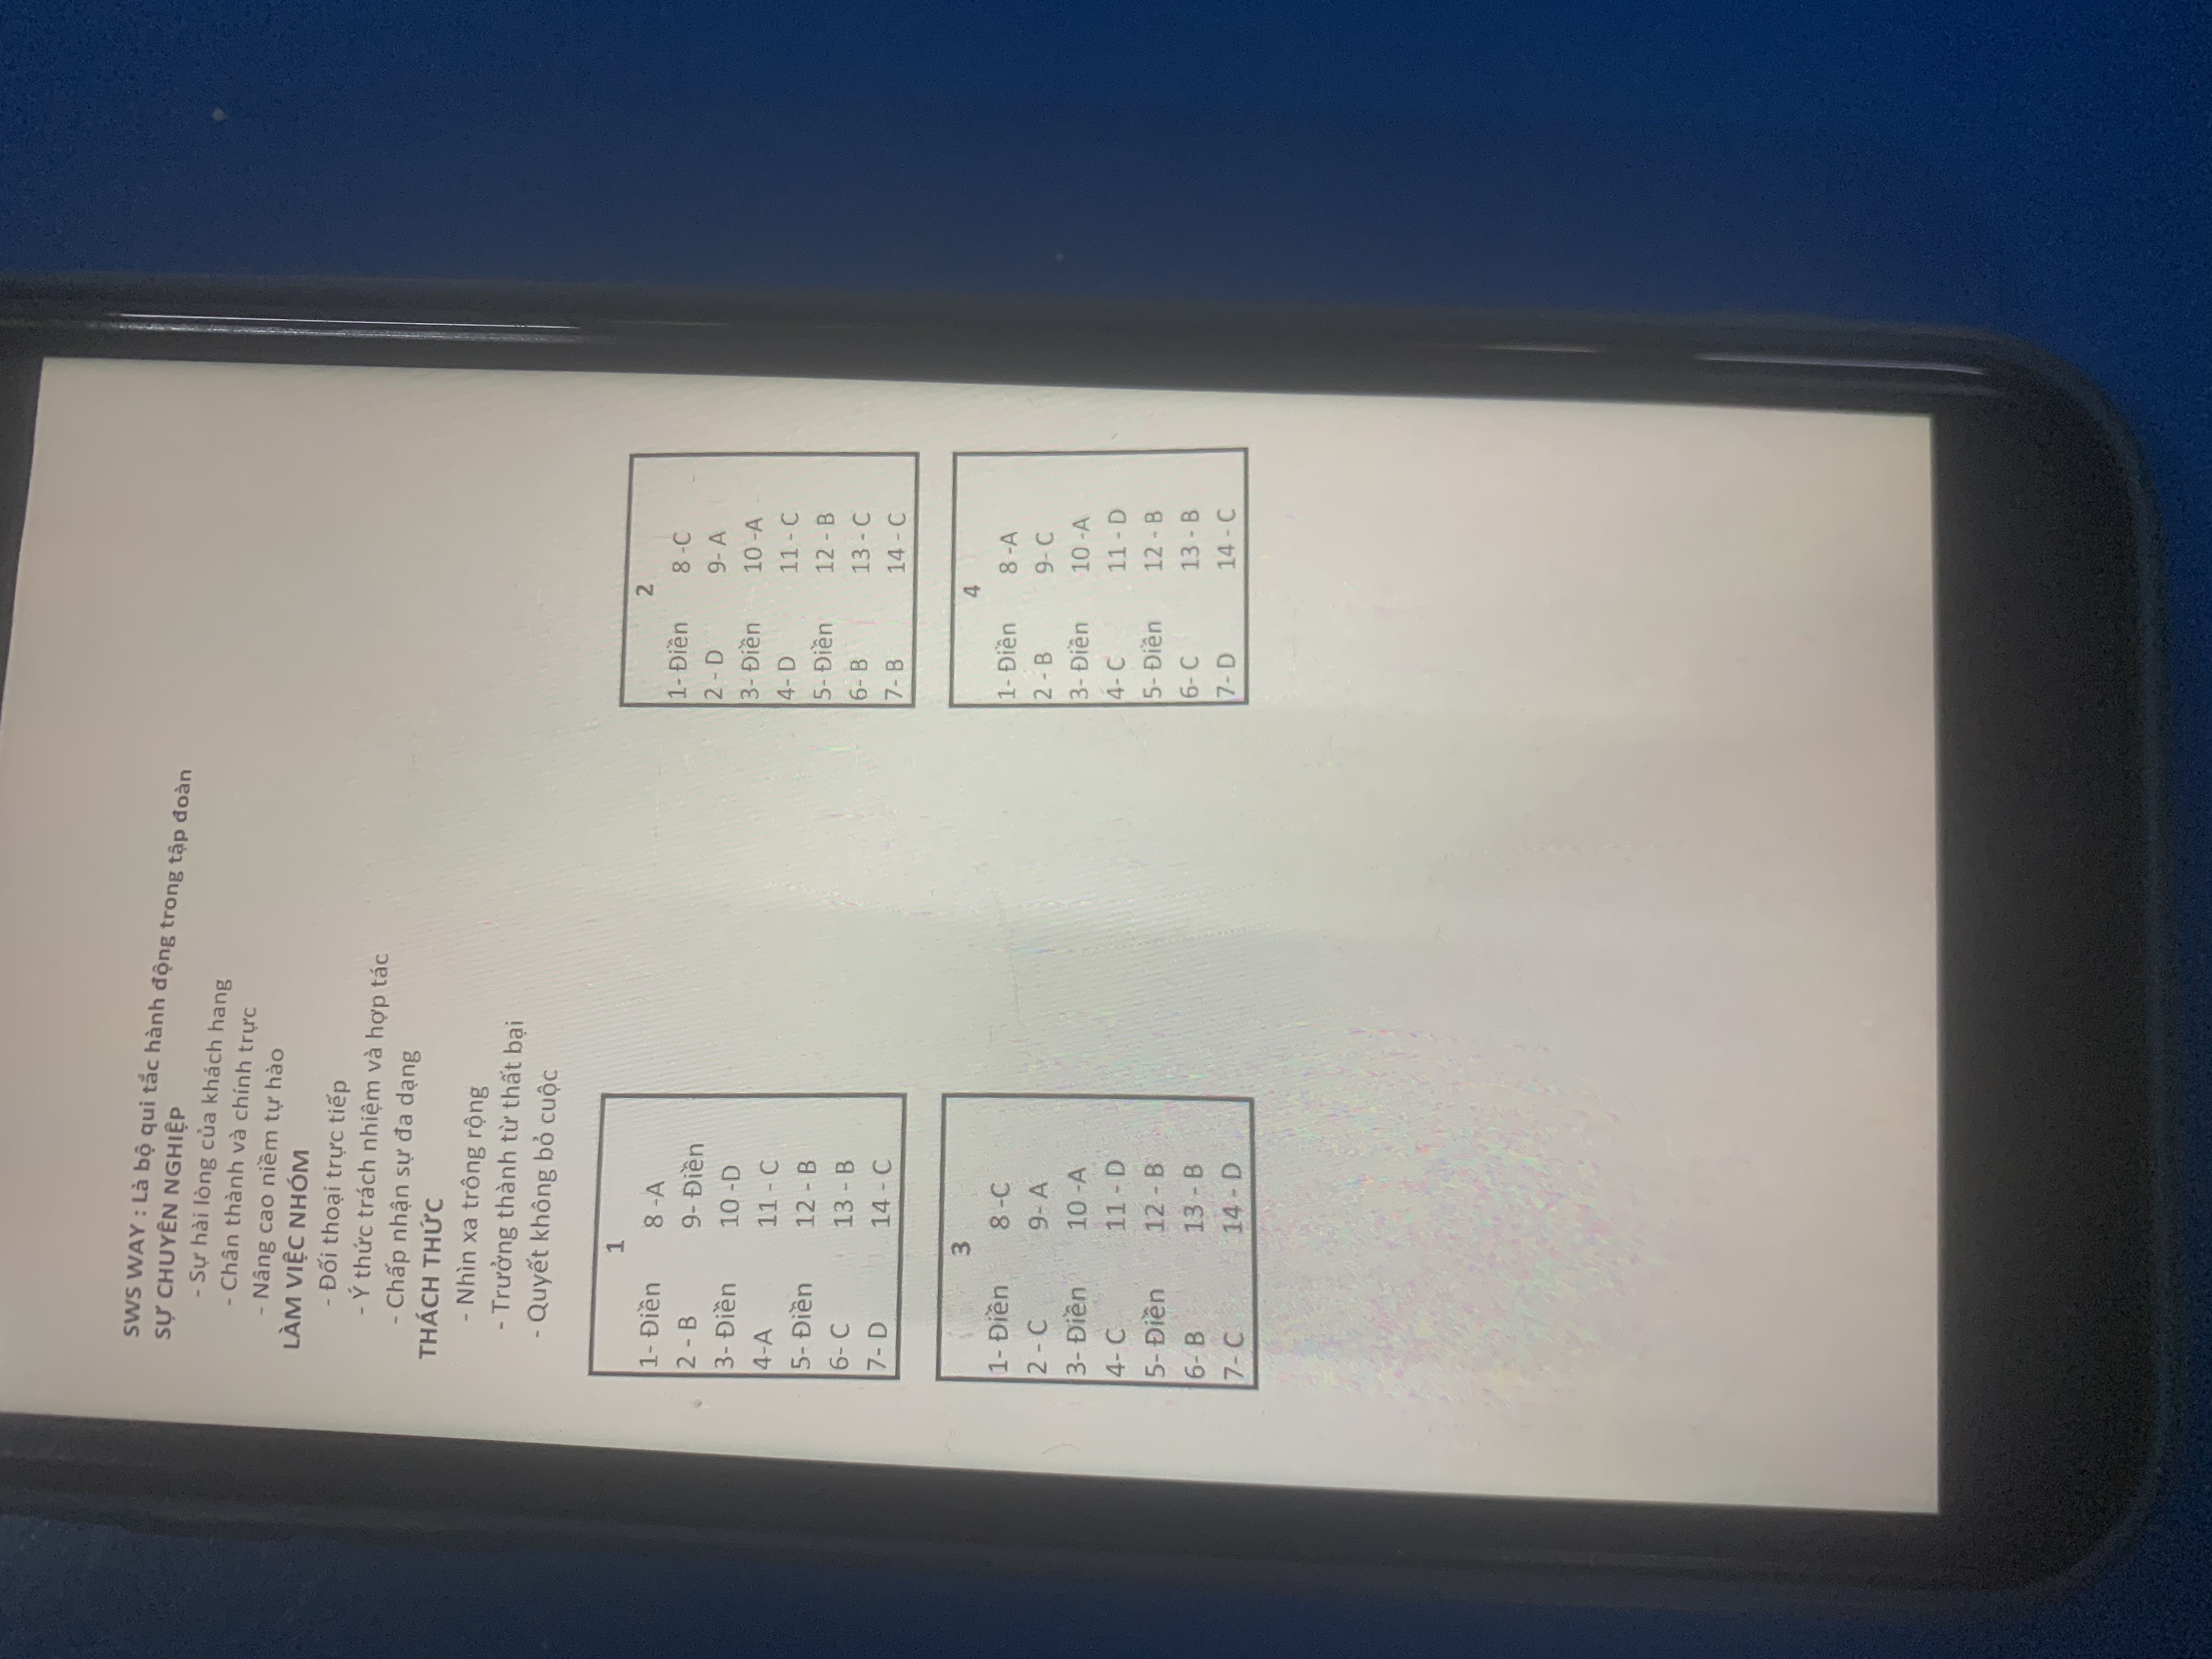 SWS WAY : Là bộ qui tắc hành động trong tập đoàn
SỰ CHUYÊN NGHIỆP
- Sự hài lòng của khách hang
- Chân thành và chính trực
- Nâng cao niềm tự hào
LÀM VIỆC NHÓM
- Đối thoại trực tiếp
- Ý thức trách nhiệm và hợp tác
- Chấp nhận sự đa dạng
THÁCH THỨC
- Nhìn xa trông rộng
- Trưởng thành từ thất bại
- Quyết không bỏ cuộc
1
1- Điền 8 -A
2 - B 9- Điền
3- Điền 10 -D
4-A 11 - C
5- Điền 12 - B
6- C 13 - B
7- D 14 - C
2
1- Điền 8 -C
2 - D 9- A
3- Điền 10 -A
4- D 11 - C
5- Điền 12 - B
6- B 13 - C
7- B 14 - C
3
1- Điền 8 -C
2 - C 9- A
3- Điền 10 -A
4- C 11 - D
5- Điền 12 - B
6- B 13 - B
7- C 14 - D
4
1- Điền 8 -A
2 - B 9- C
3- Điền 10 -A
4- C 11 - D
5- Điền 12 - B
6- C 13 - B
7- D 14 - C